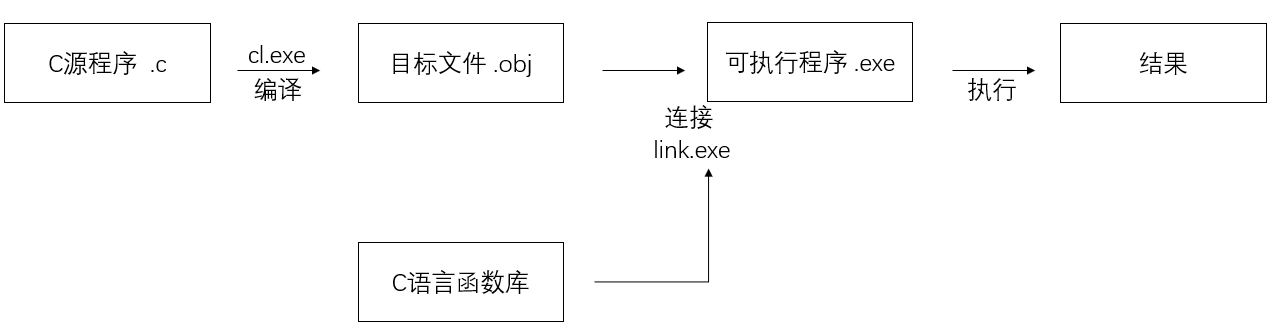 C源程序 .c
cl.exe
编译
目标文件 .obj
连接
link.exe
可执行程序 .exe
执行
结果
C语言函数库